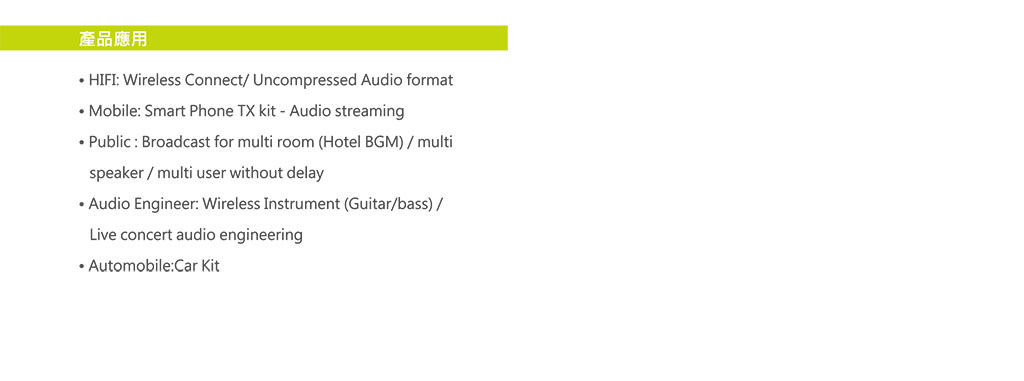 產品應用
• HIFI: Wireless Connect/ Uncompressed Audio format
• Mobile: Smart Phone TX kit - Audio streaming
• Public : Broadcast for multi room (Hotel BGM) / multi
speaker / multi user without delay
• Audio Engineer: Wireless Instrument (Guitar/bass) /
Live concert audio engineering
• Automobile:Car Kit